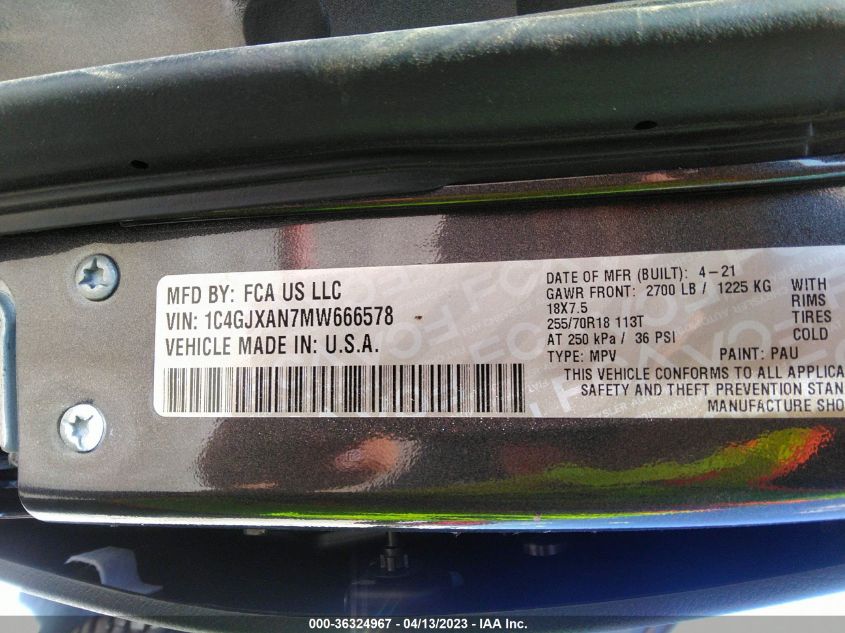 MFD BY: FCA US LLC
VIN: 1C4GJXAN7MW666578
VEHICLE MADE IN: U.S.A.
DATE OF MFR (BUILT): 4-21
GAWR FRONT: 2700 LB / 1225 KG WITH
18X7.5 RIMS
255/70R18 113T TIRES
AT 250 kPa / 36 PSI COLD
TYPE: MPV PAINT: PAU
THIS VEHICLE CONFORMS TO ALL APPLICA
SAFETY AND THEFT PREVENTION STAN
MANUFACTURE SHO
000-36324967 - 04/13/2023 - IAA Inc.